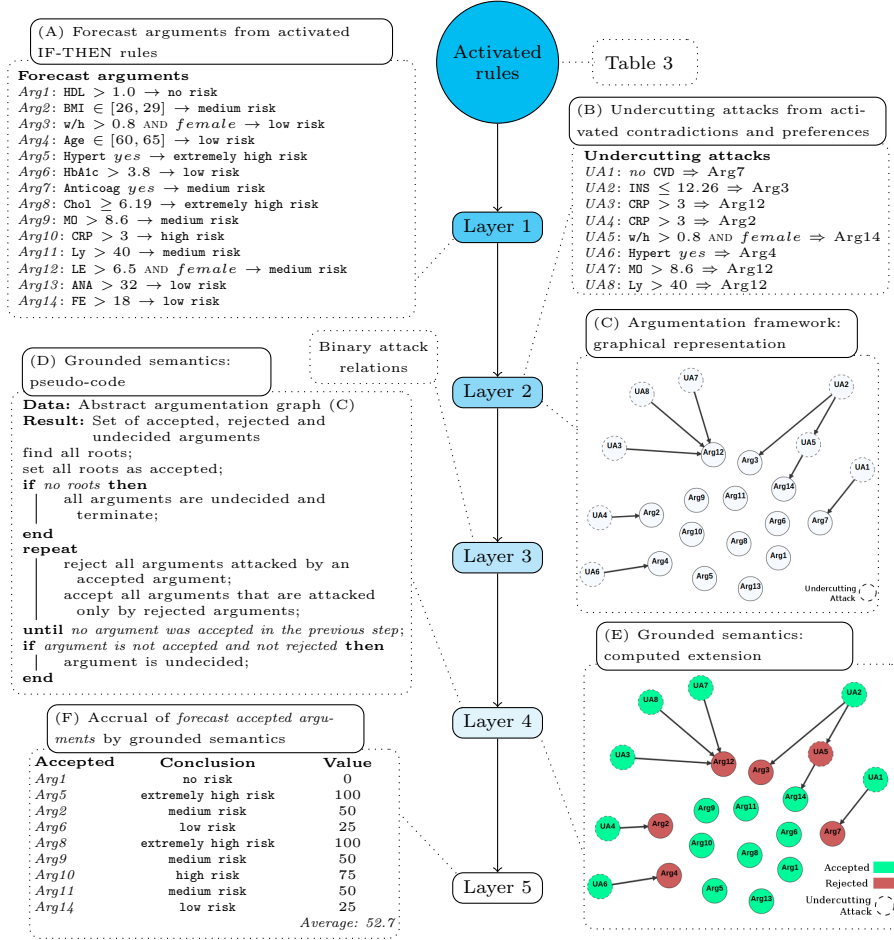 (A) Forecast arguments from activated
IF-THEN rules
Forecast arguments
Arg1: HDL > 1.0 → no risk
Arg2: BMI ∈ [26, 29] → medium risk
Arg3: w/h > 0.8 AND female → low risk
Arg4: Age ∈ [60, 65] → low risk
Arg5: Hypert yes → extremely high risk
Arg6: HbA1c > 3.8 → low risk
Arg7: Anticoag yes → medium risk
Arg8: Chol ≥ 6.19 → extremely high risk
Arg9: MO > 8.6 → medium risk
Arg10: CRP > 3 → high risk
Arg11: Ly > 40 → medium risk
Arg12: LE > 6.5 AND female → medium risk
Arg13: ANA > 32 → low risk
Arg14: FE > 18 → low risk
Activated
rules
Table 3
(B) Undercutting attacks from acti-
vated contradictions and preferences
Undercutting attacks
UA1: no CVD ⇒ Arg7
UA2: INS ≤ 12.26 ⇒ Arg3
UA3: CRP > 3 ⇒ Arg12
UA4: CRP > 3 ⇒ Arg2
UA5: w/h > 0.8 AND female ⇒ Arg14
UA6: Hypert yes ⇒ Arg4
UA7: MO > 8.6 ⇒ Arg12
UA8: Ly > 40 ⇒ Arg12
Layer 1
Binary attack
relations
Layer 2
(C) Argumentation framework:
graphical representation
UA7
UA8
UA2
UA3
Arg12
Arg3
UA5
UA1
Arg14
Arg9
Arg11
UA4
Arg2
Arg10
Arg6
Arg7
Arg8
UA6
Arg4
Arg1
Arg5
Arg13
Undercutting
Attack
(D) Grounded semantics:
pseudo-code
Data: Abstract argumentation graph (C)
Result: Set of accepted, rejected and
undecided arguments
find all roots;
set all roots as accepted;
if no roots then
all arguments are undecided and
terminate;
end
repeat
reject all arguments attacked by an
accepted argument;
accept all arguments that are attacked
only by rejected arguments;
until no argument was accepted in the previous step;
if argument is not accepted and not rejected then
argument is undecided;
end
Layer 3
Layer 4
(E) Grounded semantics:
computed extension
UA7
UA8
UA2
UA3
Arg12
Arg3
UA5
UA1
Arg14
Arg9
Arg11
UA4
Arg2
Arg10
Arg6
Arg7
Arg8
UA6
Arg4
Arg1
Arg5
Arg13
Accepted
Rejected
Undercutting
Attack
(F) Accrual of forecast accepted argu-
ments by grounded semantics
Accepted Conclusion Value
Arg1 no risk 0
Arg5 extremely high risk 100
Arg2 medium risk 50
Arg6 low risk 25
Arg8 extremely high risk 100
Arg9 medium risk 50
Arg10 high risk 75
Arg11 medium risk 50
Arg14 low risk 25
Average: 52.7
Layer 5